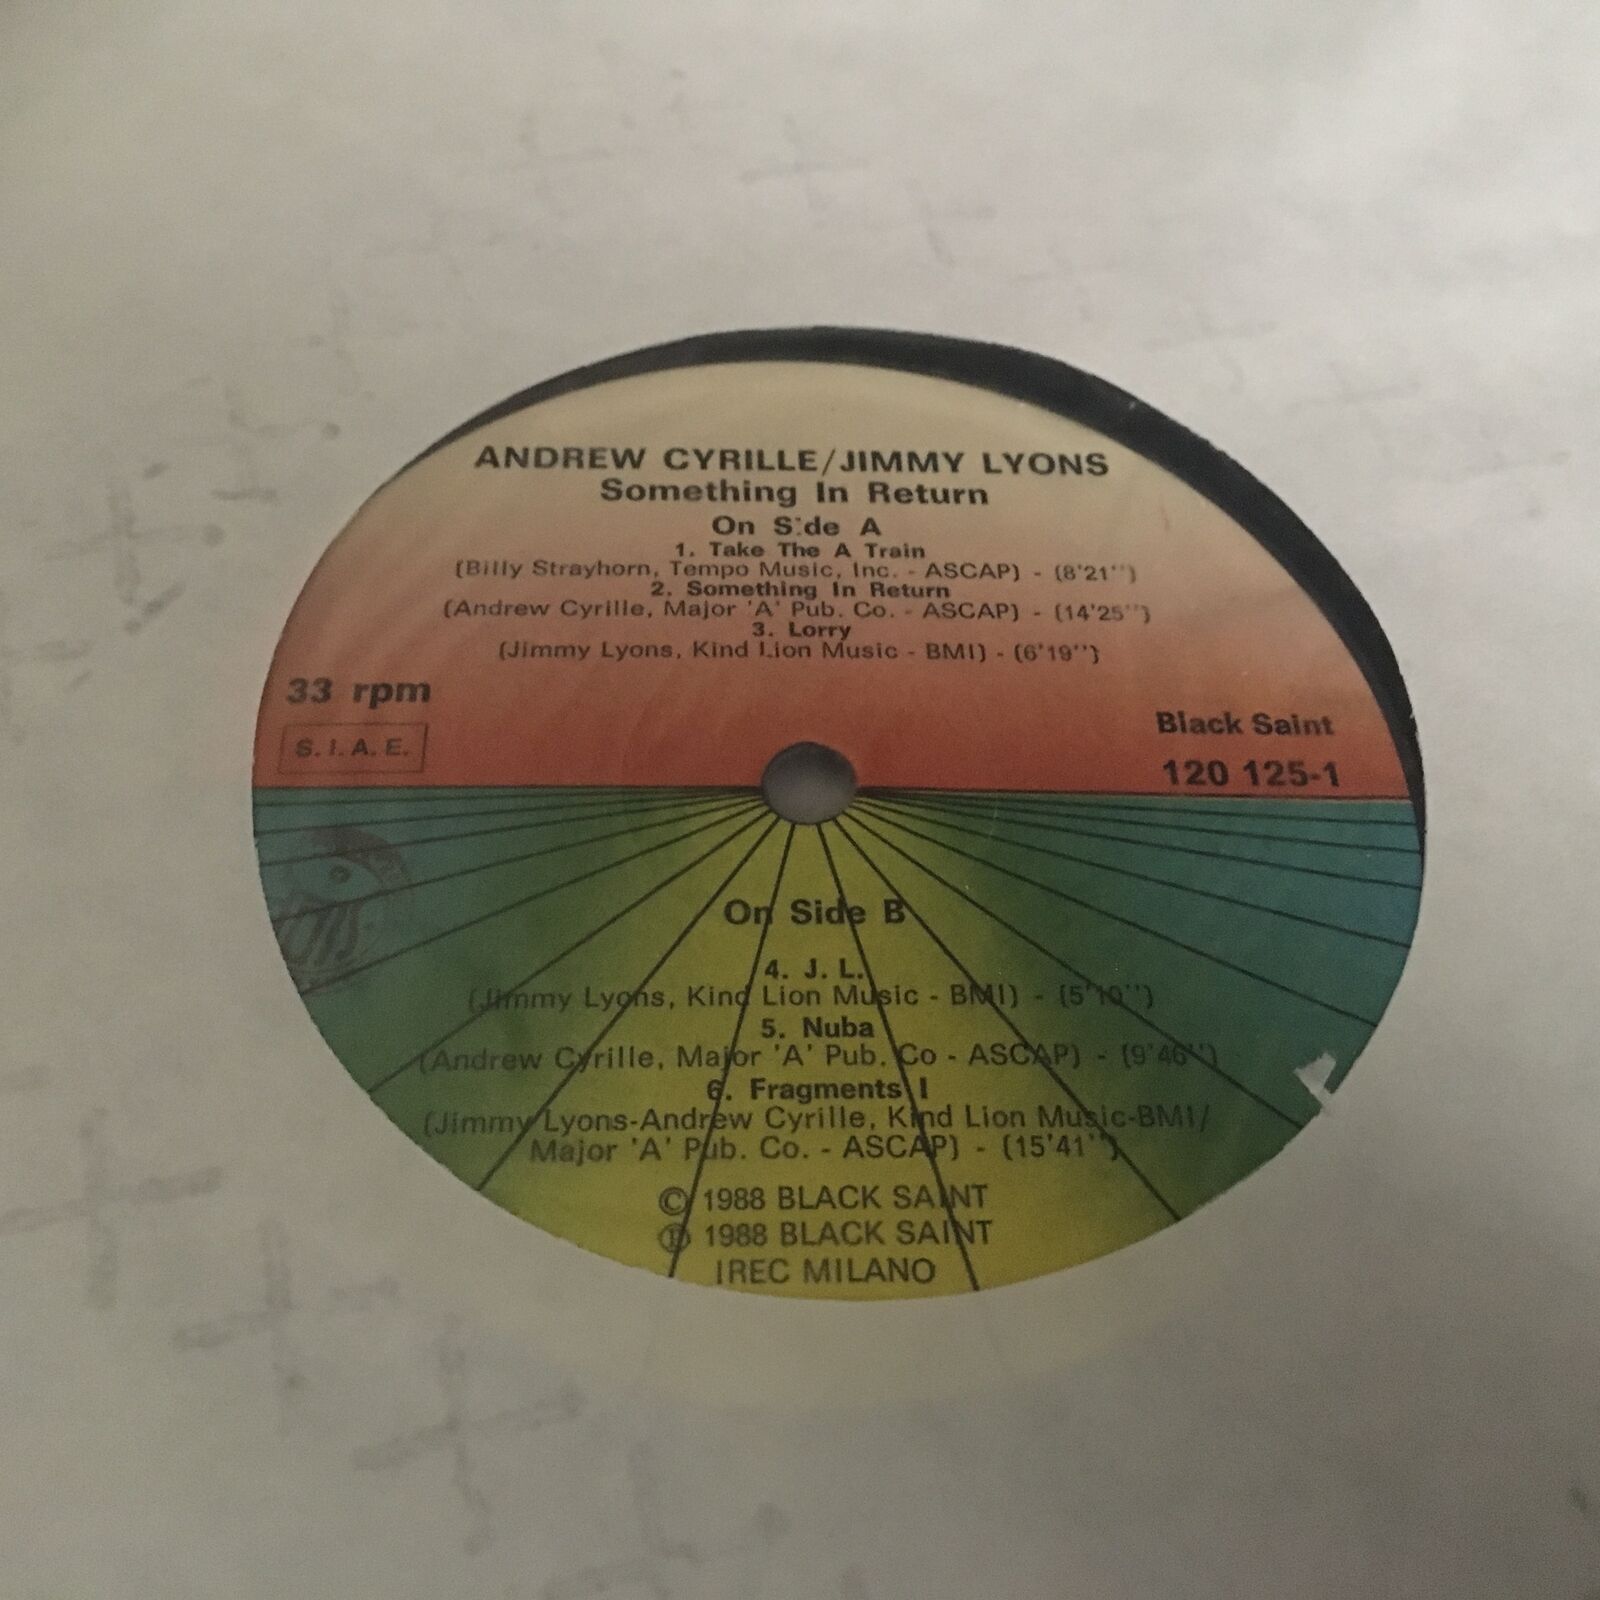 ANDREW CYRILLE/JIMMY LYONS
Something In Return
On Side A
1. Take The A Train
(Billy Strayhorn, Tempo Music, Inc. - ASCAP) - (8'21'')
2. Something In Return
(Andrew Cyrille, Major 'A' Pub. Co. - ASCAP) - (14'25'')
3. Lorry
(Jimmy Lyons, Kind Lion Music - BMI) - (6'19'')
33 rpm
S.I.A.E.
Black Saint
120 125-1
On Side B
4. J. L.
(Jimmy Lyons, Kind Lion Music - BMI) - (5'10'')
5. Nuba
(Andrew Cyrille, Major 'A' Pub. Co - ASCAP) - (9'46'')
6. Fragments I
(Jimmy Lyons-Andrew Cyrille, Kind Lion Music-BMI/
Major 'A' Pub. Co. - ASCAP) - (15'41'')
© 1988 BLACK SAINT
℗ 1988 BLACK SAINT
IREC MILANO